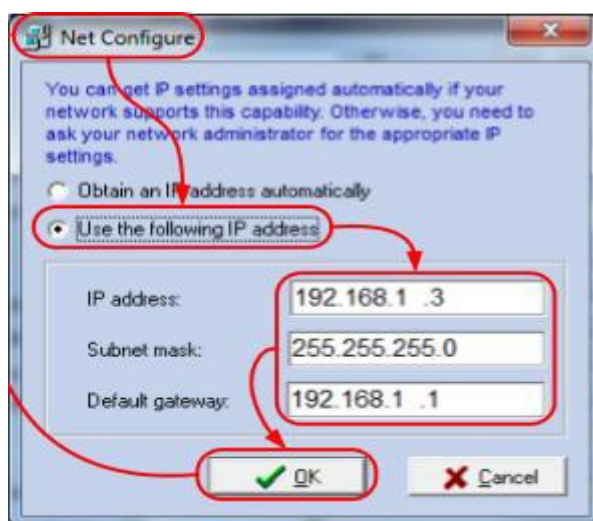 Net Configure
You can get IP settings assigned automatically if your
network supports this capability. Otherwise, you need to
ask your network administrator for the appropriate IP
settings.
Obtain an IP address automatically
Use the following IP address
IP address: 192.168.1 .3
Subnet mask: 255.255.255.0
Default gateway: 192.168.1 .1
OK Cancel